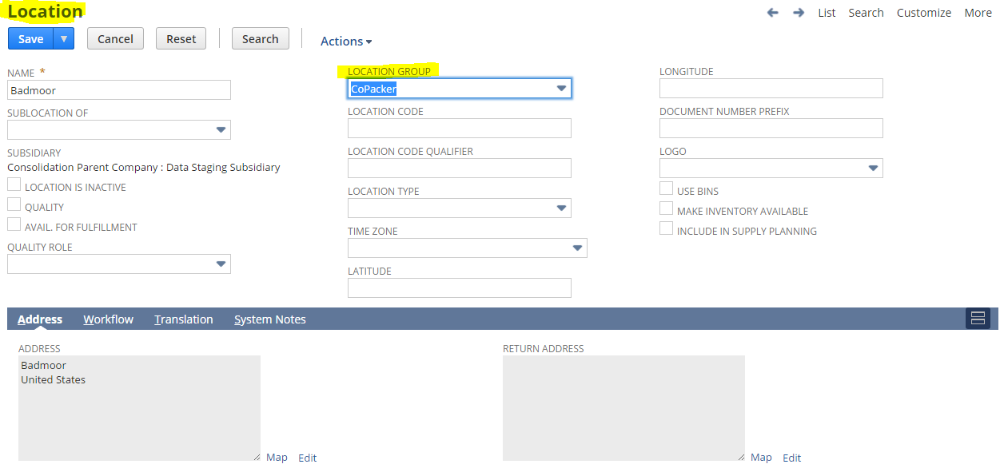 Location
List Search Customize More
Save Cancel Reset Search Actions
NAME *
Badmoor
SUBLOCATION OF
SUBSIDIARY
Consolidation Parent Company : Data Staging Subsidiary
LOCATION IS INACTIVE
QUALITY
AVAIL. FOR FULFILLMENT
QUALITY ROLE
LOCATION GROUP
CoPacker
LOCATION CODE
LOCATION CODE QUALIFIER
LOCATION TYPE
TIME ZONE
LATITUDE
LONGITUDE
DOCUMENT NUMBER PREFIX
LOGO
USE BINS
MAKE INVENTORY AVAILABLE
INCLUDE IN SUPPLY PLANNING
Address Workflow Translation System Notes
ADDRESS
Badmoor
United States
Map Edit
RETURN ADDRESS
Map Edit